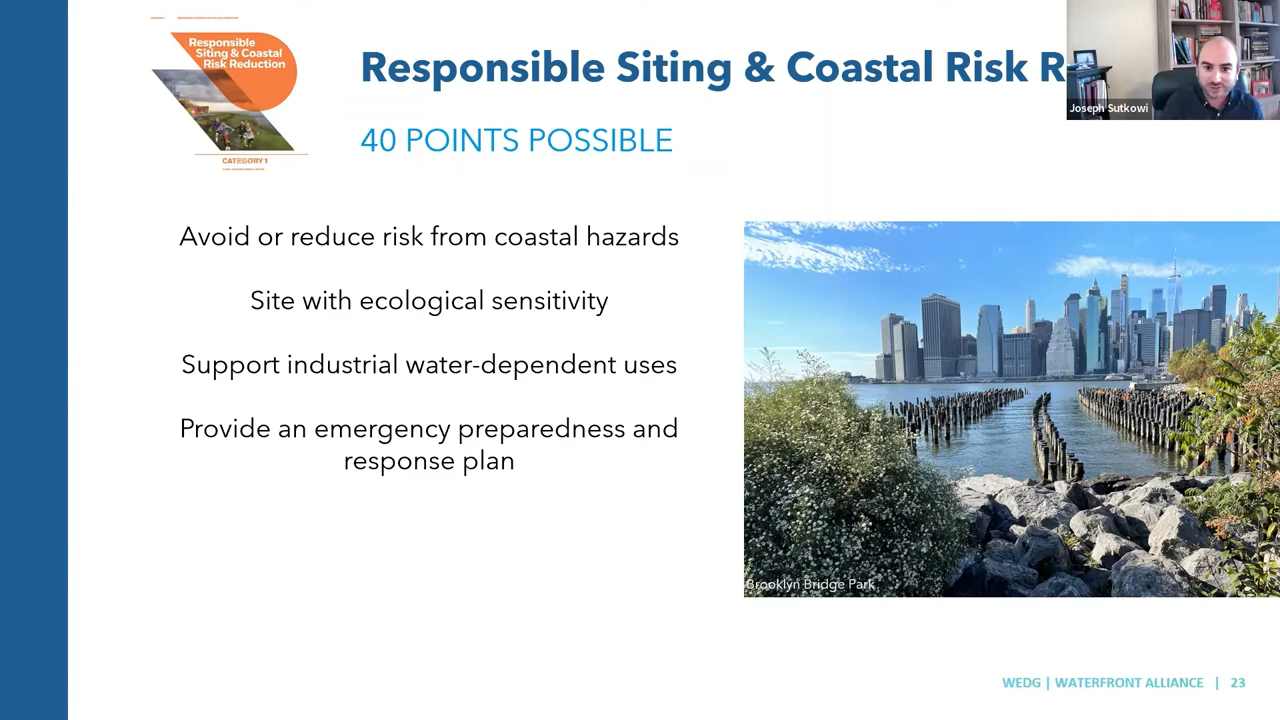 Responsible
Siting & Coastal
Risk Reduction
CATEGORY 1
Responsible Siting & Coastal Risk R
40 POINTS POSSIBLE
Joseph Sutkowi
Avoid or reduce risk from coastal hazards
Site with ecological sensitivity
Support industrial water-dependent uses
Provide an emergency preparedness and
response plan
Brooklyn Bridge Park
WEDG | WATERFRONT ALLIANCE | 23